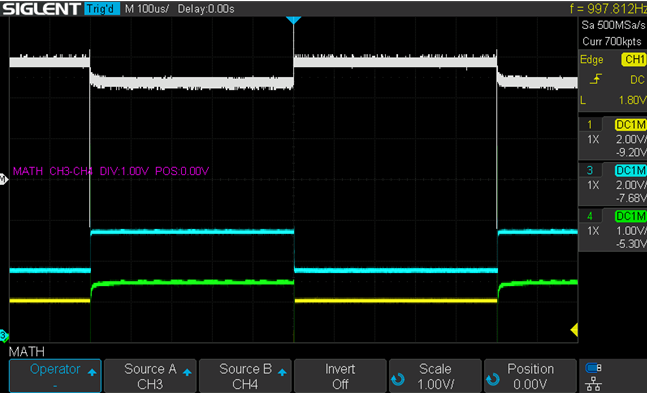 SIGLENT Trig'd M 100us/ Delay:0.00s f = 997.812Hz
Sa 500MSa/s
Curr 700kpts
Edge CH1
DC
L 1.80V
1 DC1M
1X 2.00V/
-9.20V
3 DC1M
1X 2.00V/
-7.68V
4 DC1M
1X 1.00V/
-5.30V
M
MATH CH3-CH4 DIV:1.00V POS:0.00V
3
MATH
Operator Source A Source B Invert Scale Position
- CH3 CH4 Off 1.00V/ 0.00V